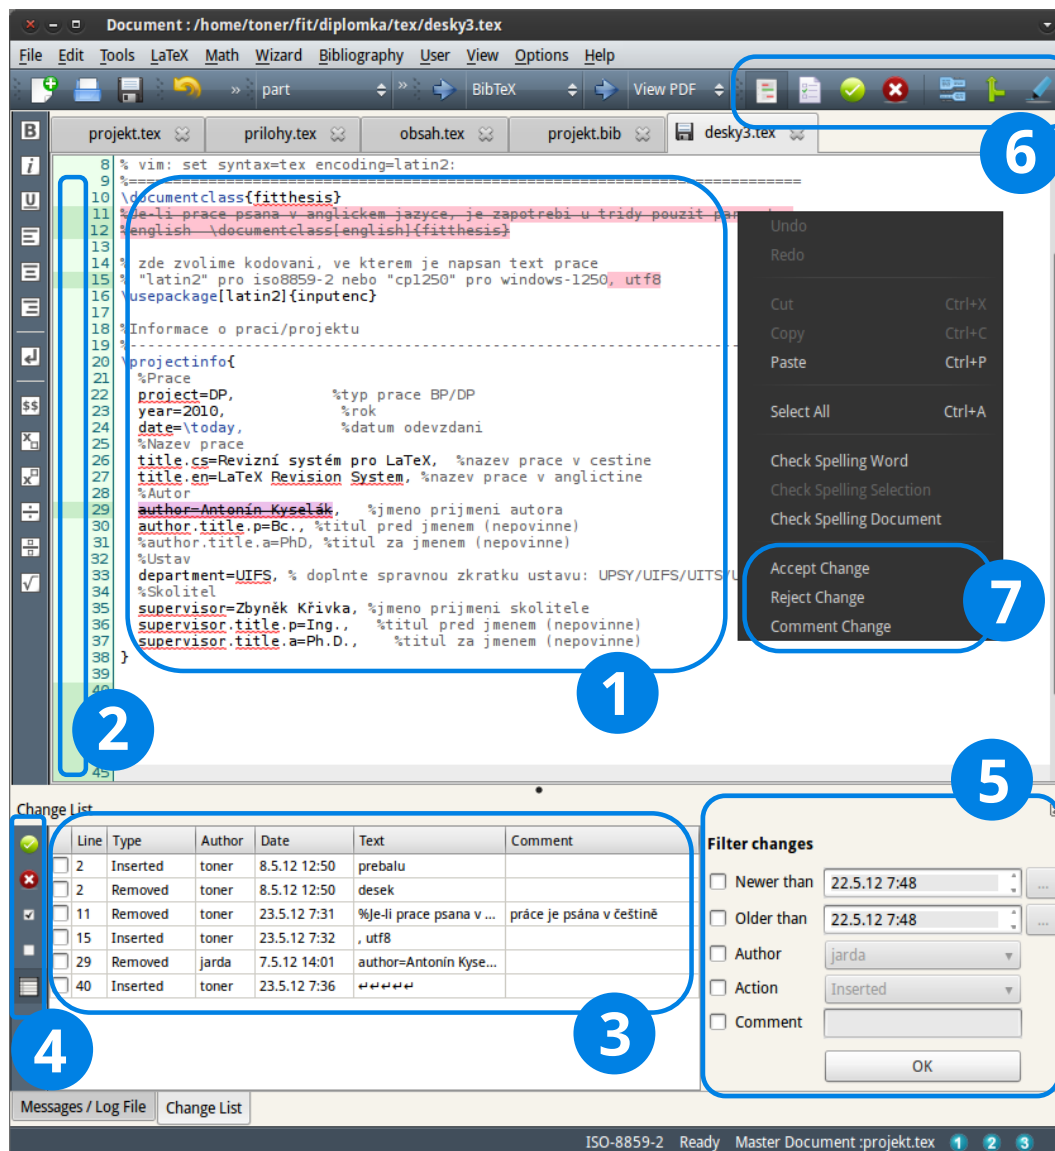 Document : /home/toner/fit/diplomka/tex/desky3.tex
File Edit Tools LaTeX Math Wizard Bibliography User View Options Help
» part » BibTeX View PDF
6
B projekt.tex prilohy.tex obsah.tex projekt.bib desky3.tex
i
U
$$
8 % vim: set syntax=tex encoding=latin2:
9 %==================================================================================
10 \documentclass{fitthesis}
11 %Je-li prace psana v anglickem jazyce, je zapotrebi u tridy pouzit
12 %english \documentclass[english]{fitthesis}
13
14 % zde zvolime kodovani, ve kterem je napsan text prace
15 % "latin2" pro iso8859-2 nebo "cp1250" pro windows-1250, utf8
16 \usepackage[latin2]{inputenc}
17
18 %Informace o praci/projektu
19 %---------------------------------------------------------------------------
20 \projectinfo{
21 %Prace
22 project=DP, %typ prace BP/DP
23 year=2010, %rok
24 date=\today, %datum odevzdani
25 %Nazev prace
26 title.cs=Revizní systém pro LaTeX, %nazev prace v cestine
27 title.en=LaTeX Revision System, %nazev prace v anglictine
28 %Autor
29 author=Antonín Kyselák, %jmeno prijmeni autora
30 author.title.p=Bc., %titul pred jmenem (nepovinne)
31 %author.title.a=PhD, %titul za jmenem (nepovinne)
32 %Ustav
33 department=UIFS, % doplnte spravnou zkratku ustavu: UPSY/UIFS/UITS/U
34 %Skolitel
35 supervisor=Zbyněk Křivka, %jmeno prijmeni skolitele
36 supervisor.title.p=Ing., %titul pred jmenem (nepovinne)
37 supervisor.title.a=Ph.D., %titul za jmenem (nepovinne)
38 }
39
40
45
Undo
Redo
Cut Ctrl+X
Copy Ctrl+C
Paste Ctrl+P
Select All Ctrl+A
Check Spelling Word
Check Spelling Selection
Check Spelling Document
Accept Change
Reject Change
Comment Change
7
1
2
5
Change List
Line Type Author Date Text Comment
2 Inserted toner 8.5.12 12:50 prebalu
2 Removed toner 8.5.12 12:50 desek
11 Removed toner 23.5.12 7:31 %Je-li prace psana v ... práce je psána v češtině
15 Inserted toner 23.5.12 7:32 , utf8
29 Removed jarda 7.5.12 14:01 author=Antonín Kyse...
40 Inserted toner 23.5.12 7:36 ↵↵↵↵↵
3
4
Filter changes
Newer than 22.5.12 7:48 ...
Older than 22.5.12 7:48 ...
Author jarda
Action Inserted
Comment
OK
Messages / Log File Change List
ISO-8859-2 Ready Master Document :projekt.tex 1 2 3